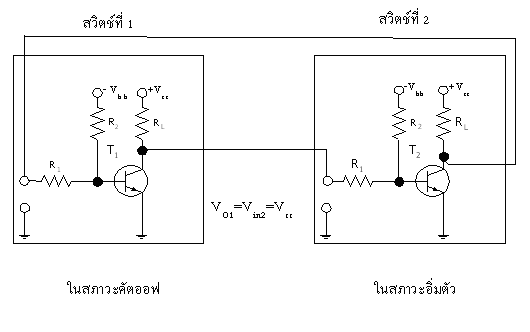 สวิตช์ที่ 1
สวิตช์ที่ 2
-Vbb
+Vcc
-Vbb
+Vcc
R2
RL
R2
RL
T1
T2
R1
R1
VO1=Vin2=Vcc
ในสภาวะคัตออฟ
ในสภาวะอิ่มตัว